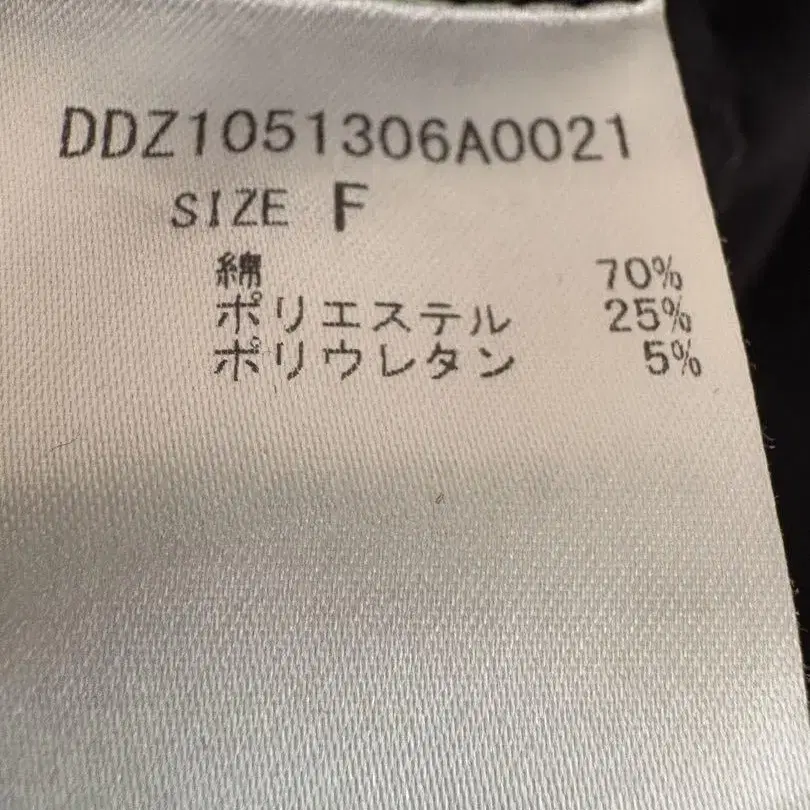 DDZ1051306A0021
SIZE F
綿 70%
ポリエステル 25%
ポリウレタン 5%